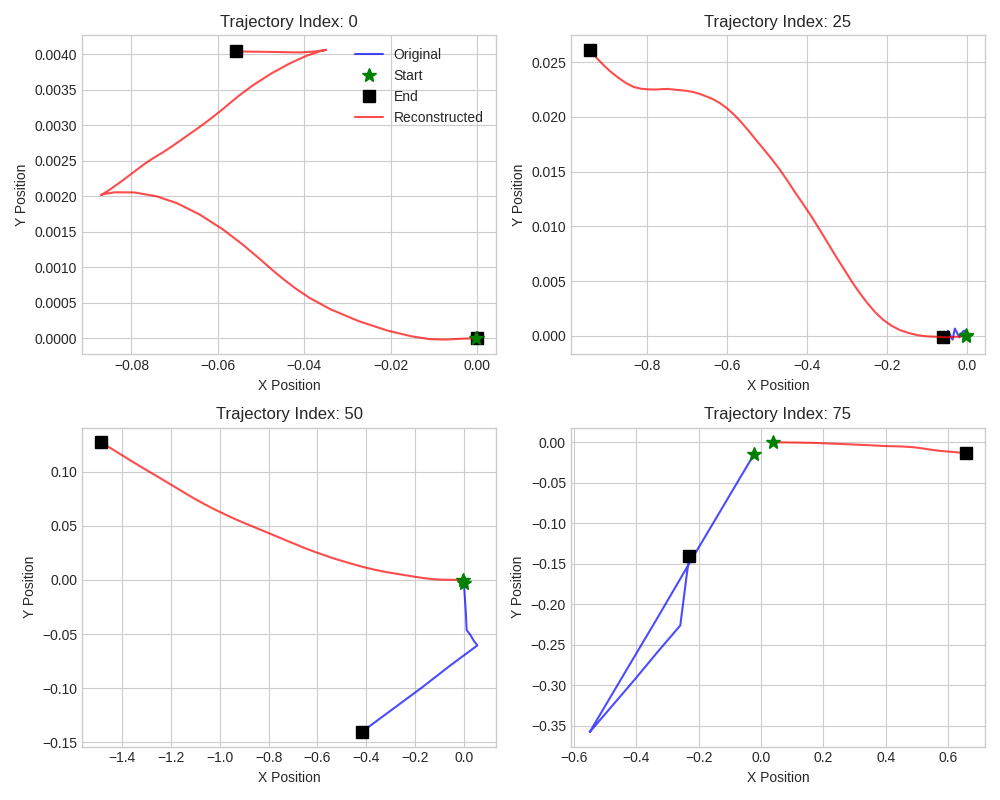 Trajectory Index: 0
0.0040
0.0035
0.0030
0.0025
0.0020
0.0015
0.0010
0.0005
0.0000
Y Position
−0.08 −0.06 −0.04 −0.02 0.00
X Position
Original
Start
End
Reconstructed
Trajectory Index: 25
0.025
0.020
0.015
0.010
0.005
0.000
Y Position
−0.8 −0.6 −0.4 −0.2 0.0
X Position
Trajectory Index: 50
0.10
0.05
0.00
−0.05
−0.10
−0.15
Y Position
−1.4 −1.2 −1.0 −0.8 −0.6 −0.4 −0.2 0.0
X Position
Trajectory Index: 75
0.00
−0.05
−0.10
−0.15
−0.20
−0.25
−0.30
−0.35
Y Position
−0.6 −0.4 −0.2 0.0 0.2 0.4 0.6
X Position